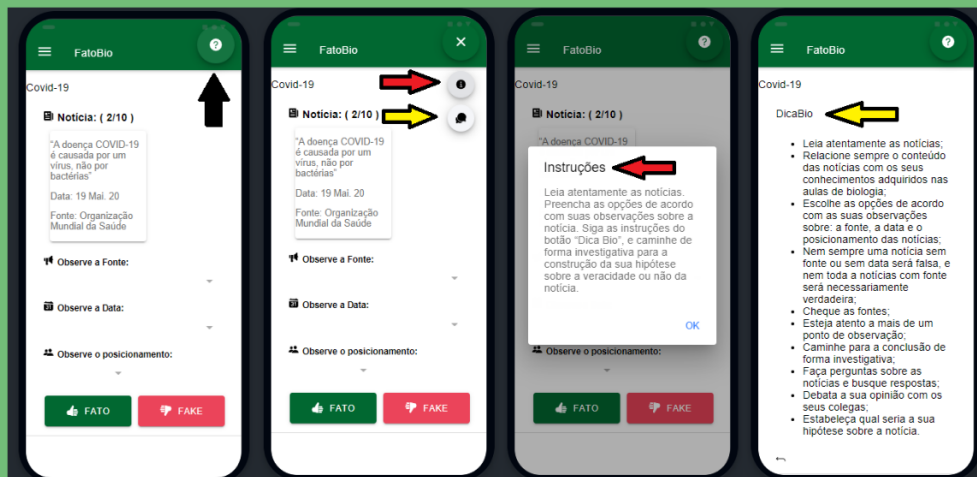 FatoBio
Covid-19
Notícia: ( 2/10 )
"A doença COVID-19
é causada por um
vírus, não por
bactérias"
Data: 19 Mai. 20
Fonte: Organização
Mundial da Saúde
Observe a Fonte:
Observe a Data:
Observe o posicionamento:
FATO
FAKE
FatoBio
Covid-19
Notícia: ( 2/10 )
"A doença COVID-19
é causada por um
vírus, não por
bactérias"
Data: 19 Mai. 20
Fonte: Organização
Mundial da Saúde
Observe a Fonte:
Observe a Data:
Observe o posicionamento:
FATO
FAKE
FatoBio
Covid-19
Notícia: ( 2/10 )
"A doença COVID-19
Instruções
Leia atentamente as notícias.
Preencha as opções de acordo
com suas observações sobre a
notícia. Siga as instruções do
botão "Dica Bio", e caminhe de
forma investigativa para a
construção da sua hipótese
sobre a veracidade ou não da
notícia.
OK
Observe o posicionamento:
FATO
FAKE
FatoBio
Covid-19
DicaBio
Leia atentamente as notícias;
Relacione sempre o conteúdo
das notícias com os seus
conhecimentos adquiridos nas
aulas de biologia;
Escolhe as opções de acordo
com as suas observações
sobre: a fonte, a data e o
posicionamento das notícias;
Nem sempre uma notícia sem
fonte ou sem data será falsa, e
nem toda a notícias com fonte
será necessariamente
verdadeira;
Cheque as fontes;
Esteja atento a mais de um
ponto de observação;
Caminhe para a conclusão de
forma investigativa;
Faça perguntas sobre as
notícias e busque respostas;
Debata a sua opinião com os
seus colegas;
Estabeleça qual seria a sua
hipótese sobre a notícia.